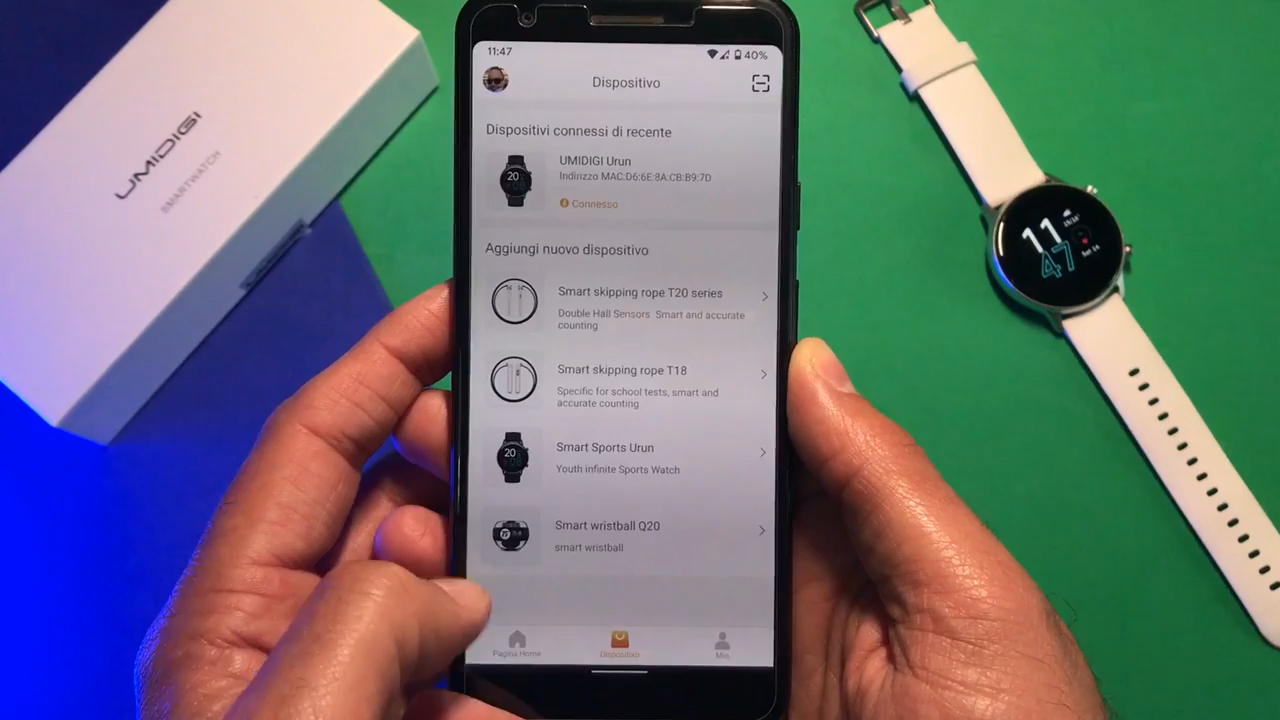 UMIDIGI
SMARTWATCH
11:47
40%
Dispositivo
Dispositivi connessi di recente
UMIDIGI Urun
Indirizzo MAC:D6:6E:8A:CB:B9:7D
Connesso
20
Aggiungi nuovo dispositivo
Smart skipping rope T20 series
Double Hall Sensors Smart and accurate
counting
Smart skipping rope T18
Specific for school tests, smart and
accurate counting
Smart Sports Urun
Youth infinite Sports Watch
20
Smart wristball Q20
smart wristball
Pagina Home
Dispositivo
Mio
11
47